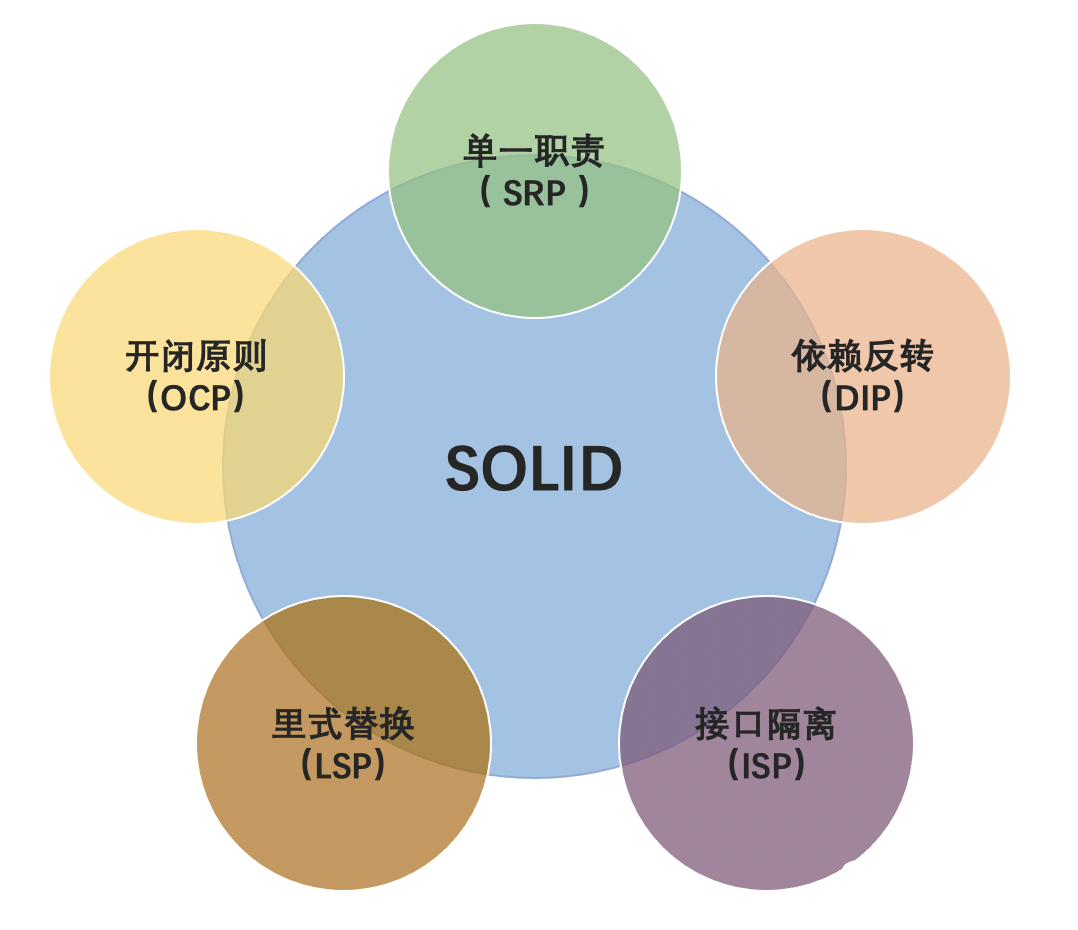 单一职责
( SRP )
开闭原则
(OCP)
依赖反转
(DIP)
SOLID
里式替换
(LSP)
接口隔离
(ISP)